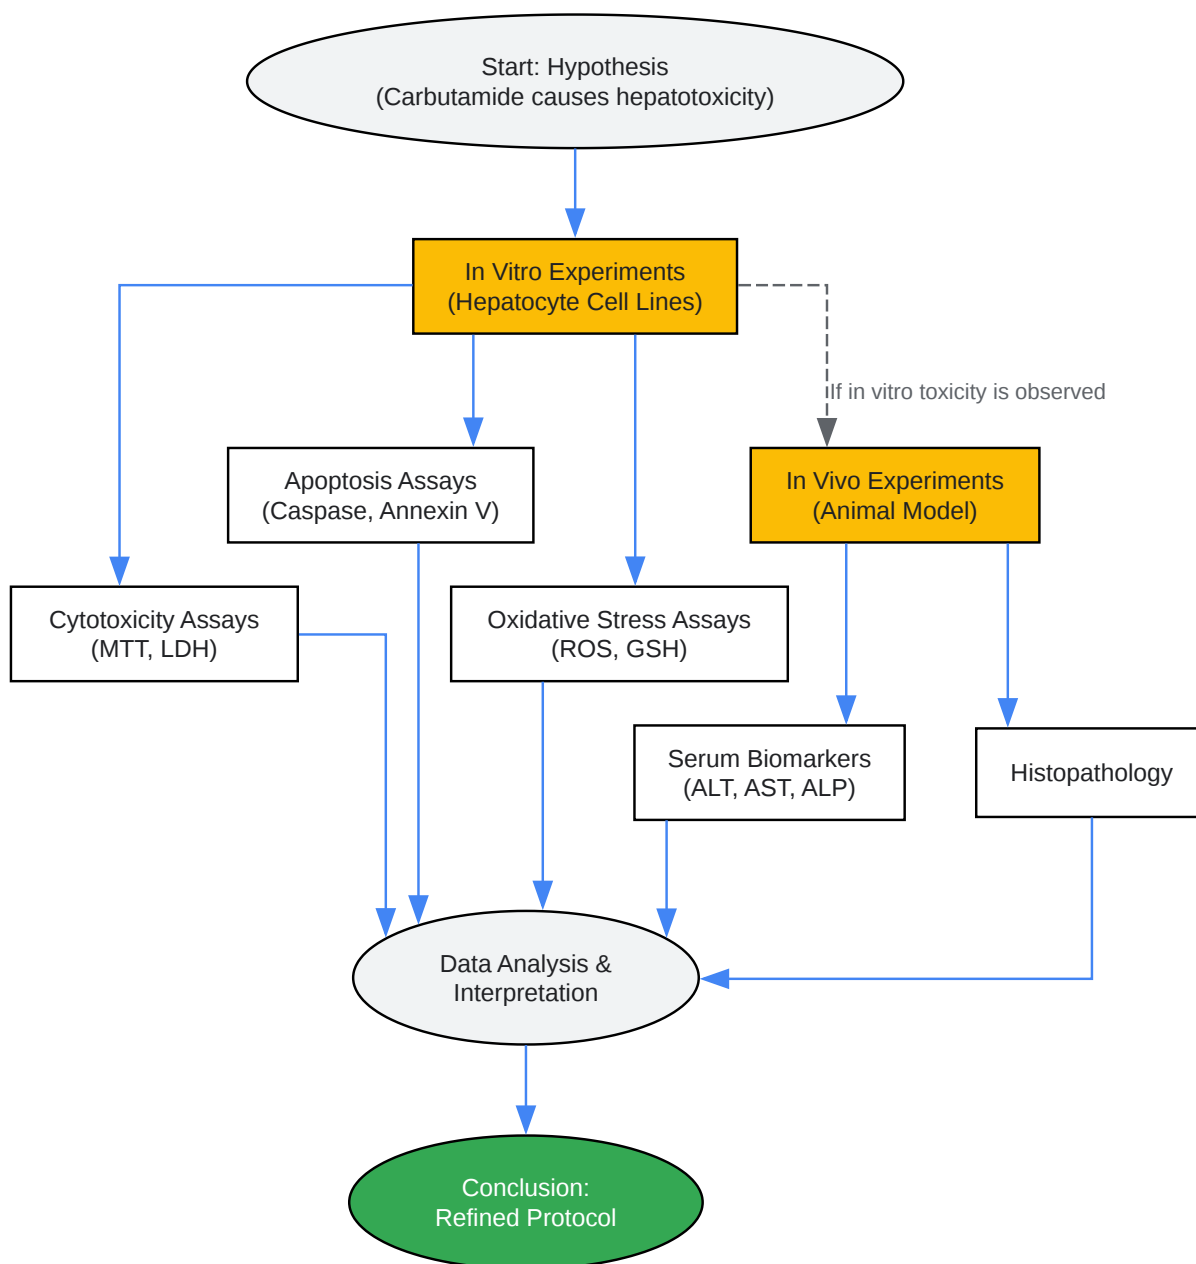 Start: Hypothesis
(Carbutamide causes hepatotoxicity)
In Vitro Experiments
(Hepatocyte Cell Lines)
If in vitro toxicity is observed
Apoptosis Assays
(Caspase, Annexin V)
In Vivo Experiments
(Animal Model)
Cytotoxicity Assays
(MTT, LDH)
Oxidative Stress Assays
(ROS, GSH)
Serum Biomarkers
(ALT, AST, ALP)
Histopathology
Data Analysis &
Interpretation
Conclusion:
Refined Protocol